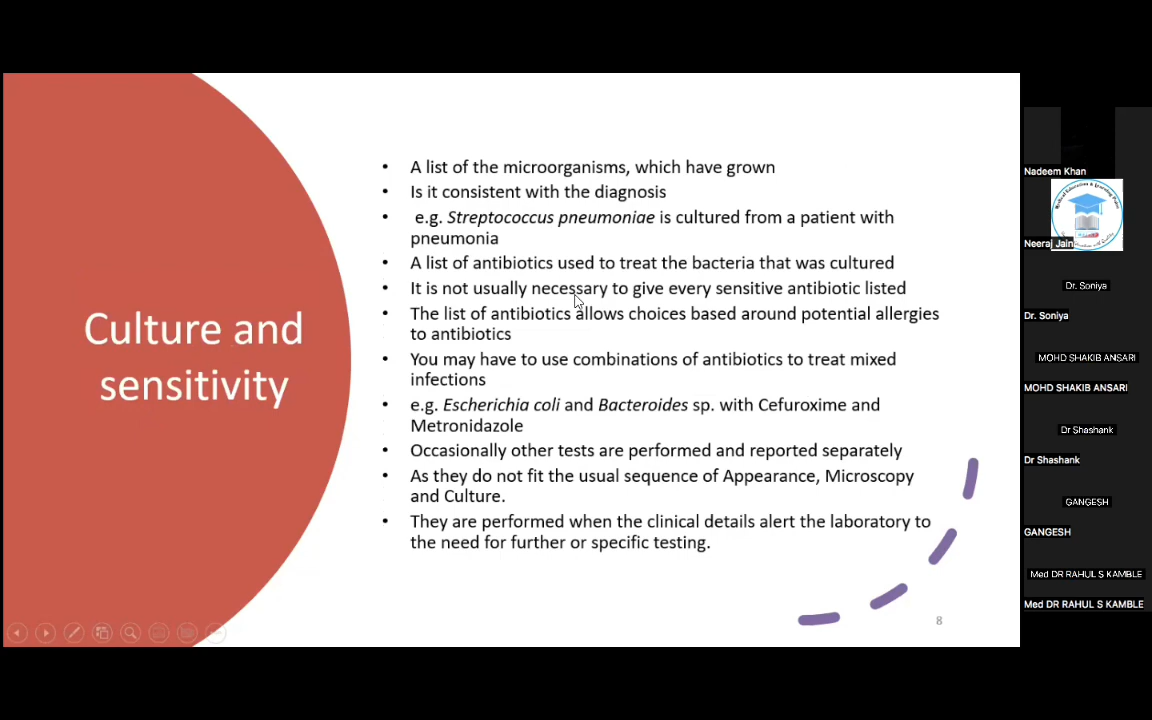 Culture and
sensitivity
• A list of the microorganisms, which have grown
• Is it consistent with the diagnosis
• e.g. Streptococcus pneumoniae is cultured from a patient with
pneumonia
• A list of antibiotics used to treat the bacteria that was cultured
• It is not usually necessary to give every sensitive antibiotic listed
• The list of antibiotics allows choices based around potential allergies
to antibiotics
• You may have to use combinations of antibiotics to treat mixed
infections
• e.g. Escherichia coli and Bacteroides sp. with Cefuroxime and
Metronidazole
• Occasionally other tests are performed and reported separately
• As they do not fit the usual sequence of Appearance, Microscopy
and Culture.
• They are performed when the clinical details alert the laboratory to
the need for further or specific testing.
8
Nadeem Khan
Neeraj Jain
Dr. Soniya
Dr. Soniya
MOHD SHAKIB ANSARI
MOHD SHAKIB ANSARI
Dr Shashank
Dr Shashank
GANGESH
GANGESH
Med DR RAHUL S KAMBLE
Med DR RAHUL S KAMBLE